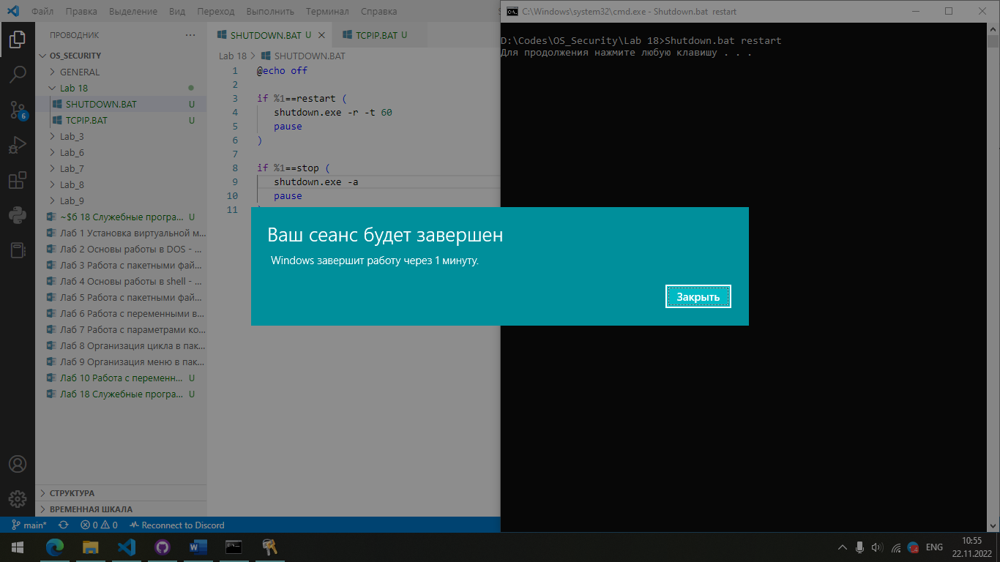 Файл Правка Выделение Вид Переход Выполнить Терминал Справка
C:\Windows\system32\cmd.exe - Shutdown.bat restart
ПРОВОДНИК
OS_SECURITY
GENERAL
Lab 18
SHUTDOWN.BAT U
TCPIP.BAT U
Lab_3
Lab_6
Lab_7
Lab_8
Lab_9
~$б 18 Служебные програ... U
Лаб 1 Установка виртуальной м...
Лаб 2 Основы работы в DOS - ...
Лаб 3 Работа с пакетными фай...
Лаб 4 Основы работы в shell - ...
Лаб 5 Работа с пакетными фай...
Лаб 6 Работа с переменными в...
Лаб 7 Работа с параметрами ко...
Лаб 8 Организация цикла в пак...
Лаб 9 Организация меню в пак...
Лаб 10 Работа с переменн... U
Лаб 18 Служебные програ... U
СТРУКТУРА
ВРЕМЕННАЯ ШКАЛА
6
SHUTDOWN.BAT U TCPIP.BAT U
Lab 18 > SHUTDOWN.BAT
1 @echo off
2
3 if %1==restart (
4 shutdown.exe -r -t 60
5 pause
6 )
7
8 if %1==stop (
9 shutdown.exe -a
10 pause
11
D:\Codes\OS_Security\Lab 18>Shutdown.bat restart
Для продолжения нажмите любую клавишу . . .
Ваш сеанс будет завершен
Windows завершит работу через 1 минуту.
Закрыть
main* 0 0 Reconnect to Discord
ENG
10:55
22.11.2022